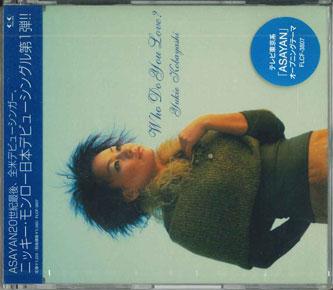 ASAYAN20世紀最後、全米デビューシンガー、
ニッキー・モンロー日本デビューシングル第1弾!!
Who Do You Love?
Yukie Kobayashi
テレビ東京系
「ASAYAN」
オープニングテーマ
FLCF-3807